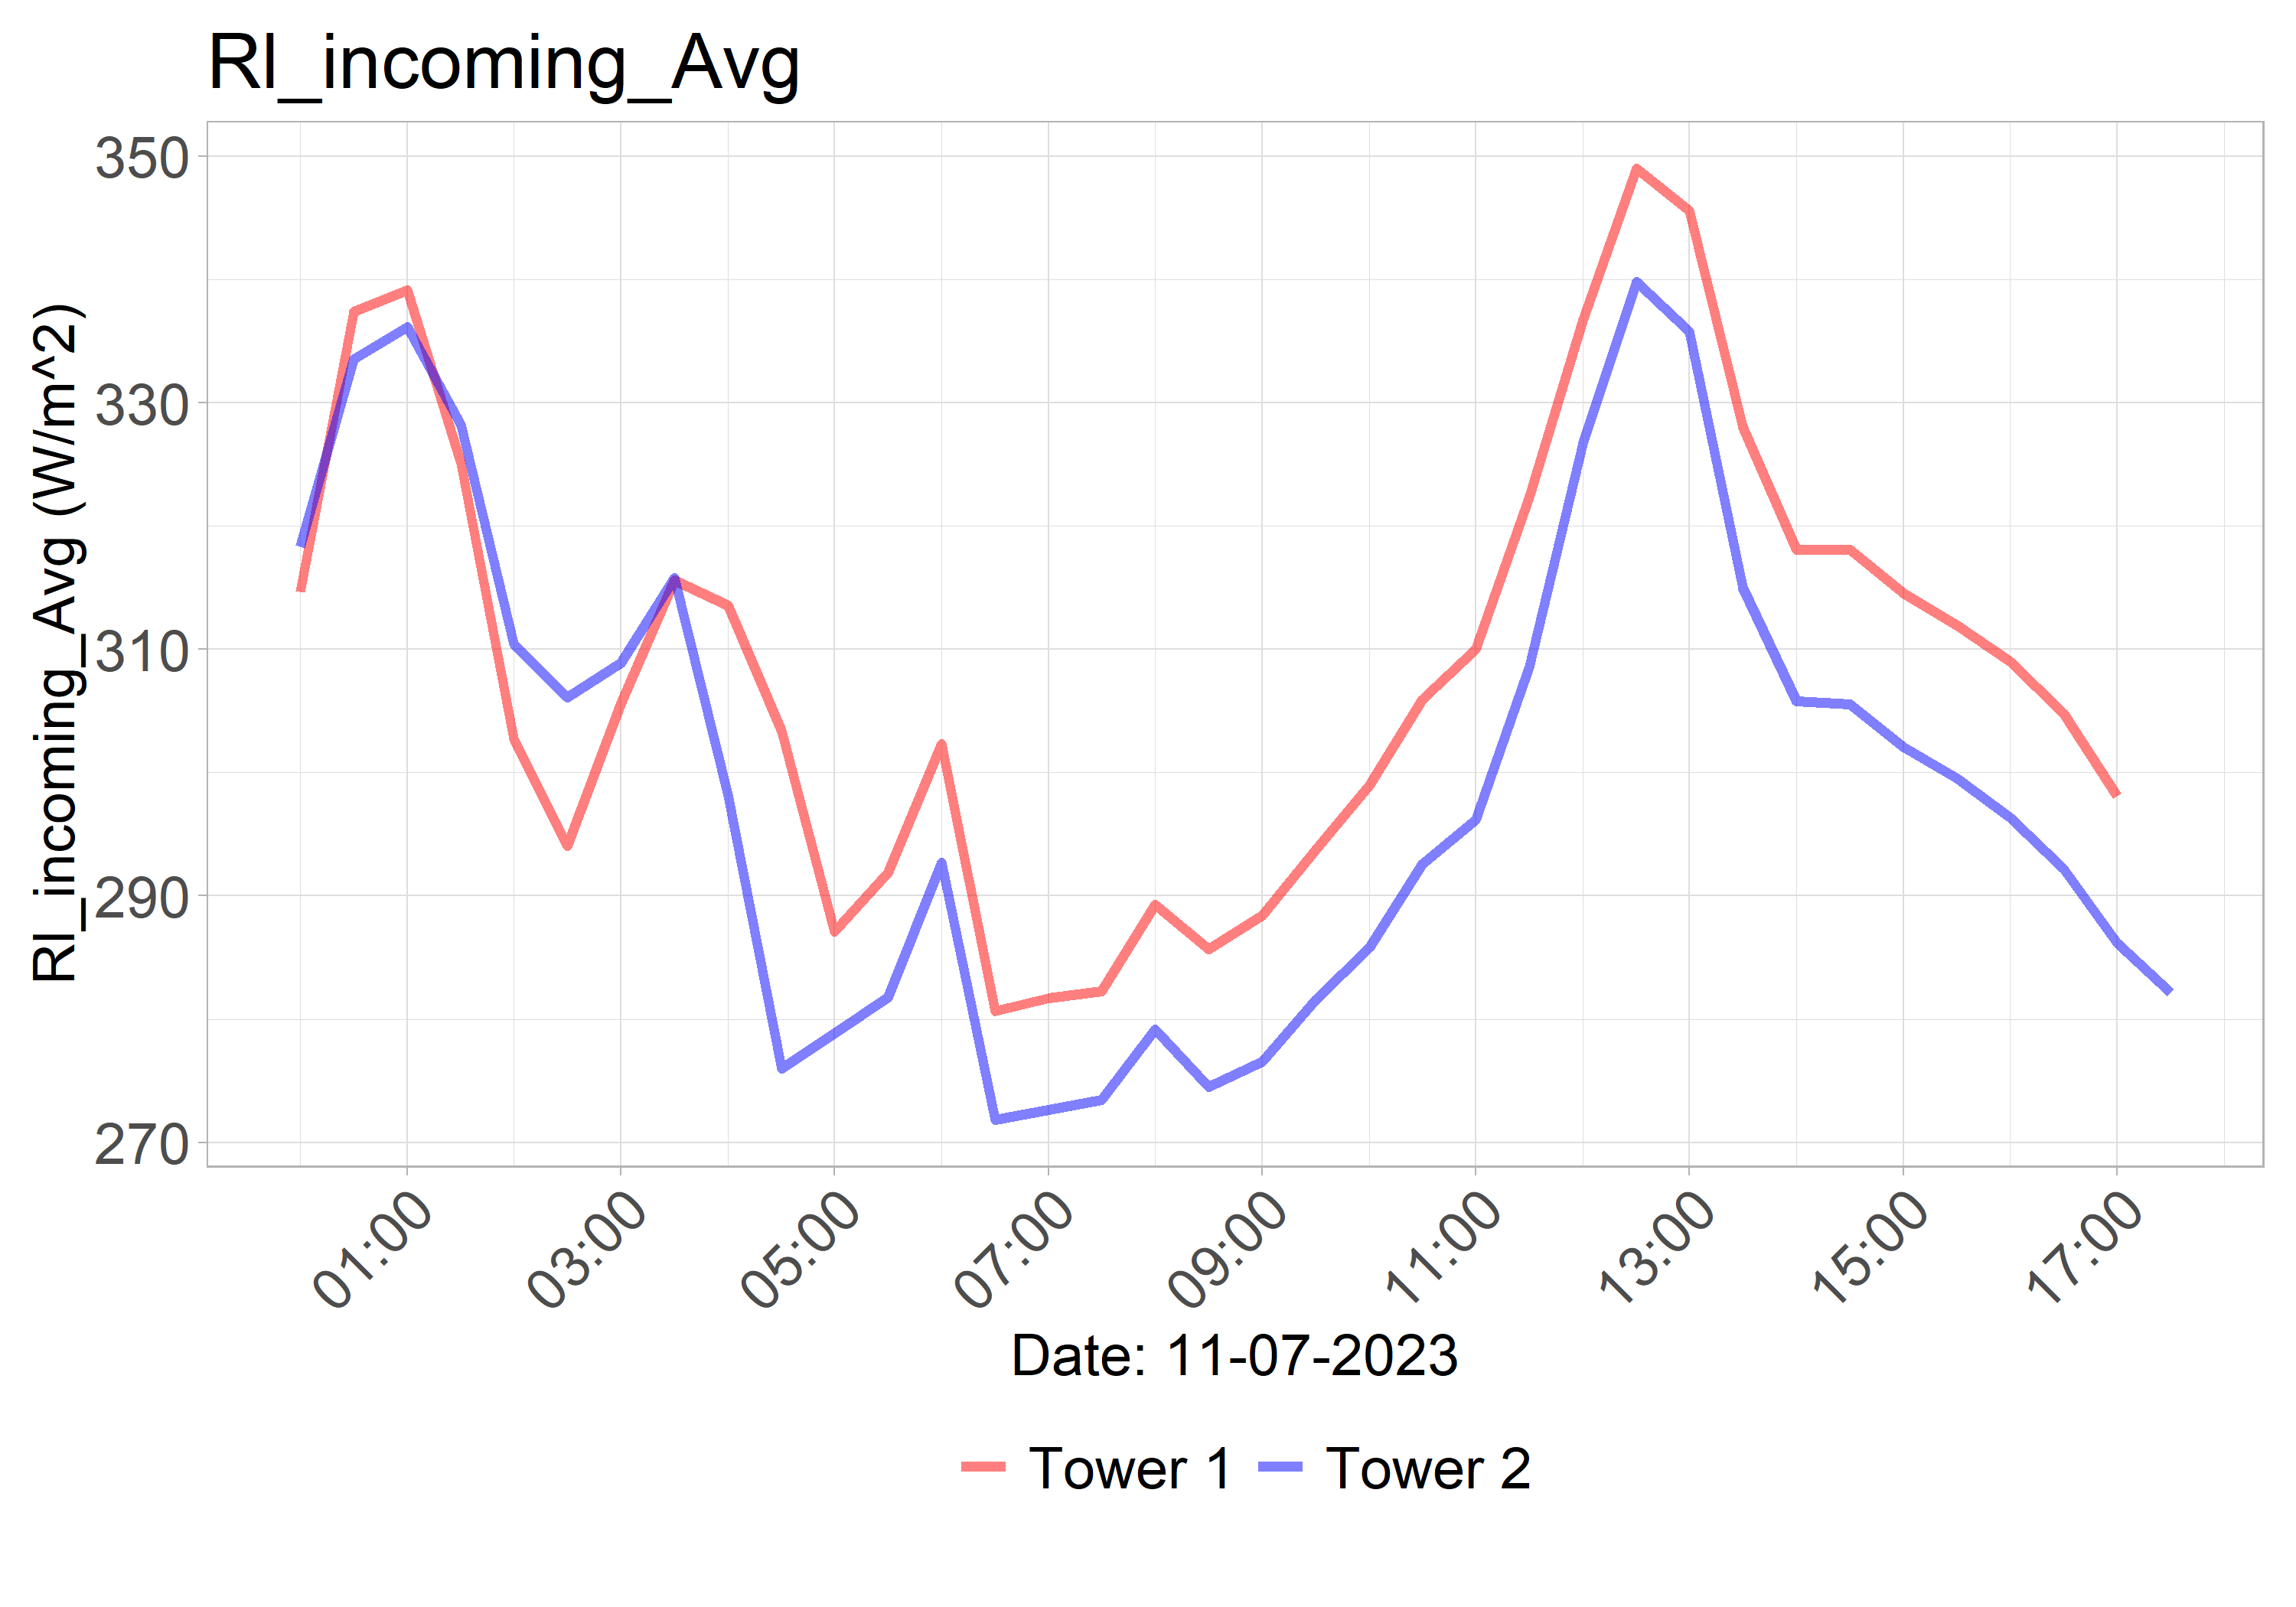 Rl_incoming_Avg
Rl_incoming_Avg (W/m^2)
350
330
310
290
270
01:00 03:00 05:00 07:00 09:00 11:00 13:00 15:00 17:00
Date: 11-07-2023
Tower 1 Tower 2